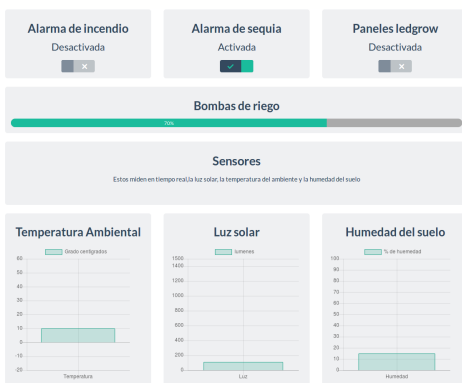 Alarma de incendio
Desactivada
Alarma de sequia
Activada
Paneles ledgrow
Desactivada
Bombas de riego
70%
Sensores
Estos miden en tiempo real,la luz solar, la temperatura del ambiente y la humedad del suelo
Temperatura Ambiental
Grado centigrados
60
50
40
30
20
10
0
-10
-20
Temperatura
Luz solar
lumenes
1500
1400
1200
1000
800
600
400
200
0
Luz
Humedad del suelo
% de huemedad
100
90
80
70
60
50
40
30
20
10
0
Humedad